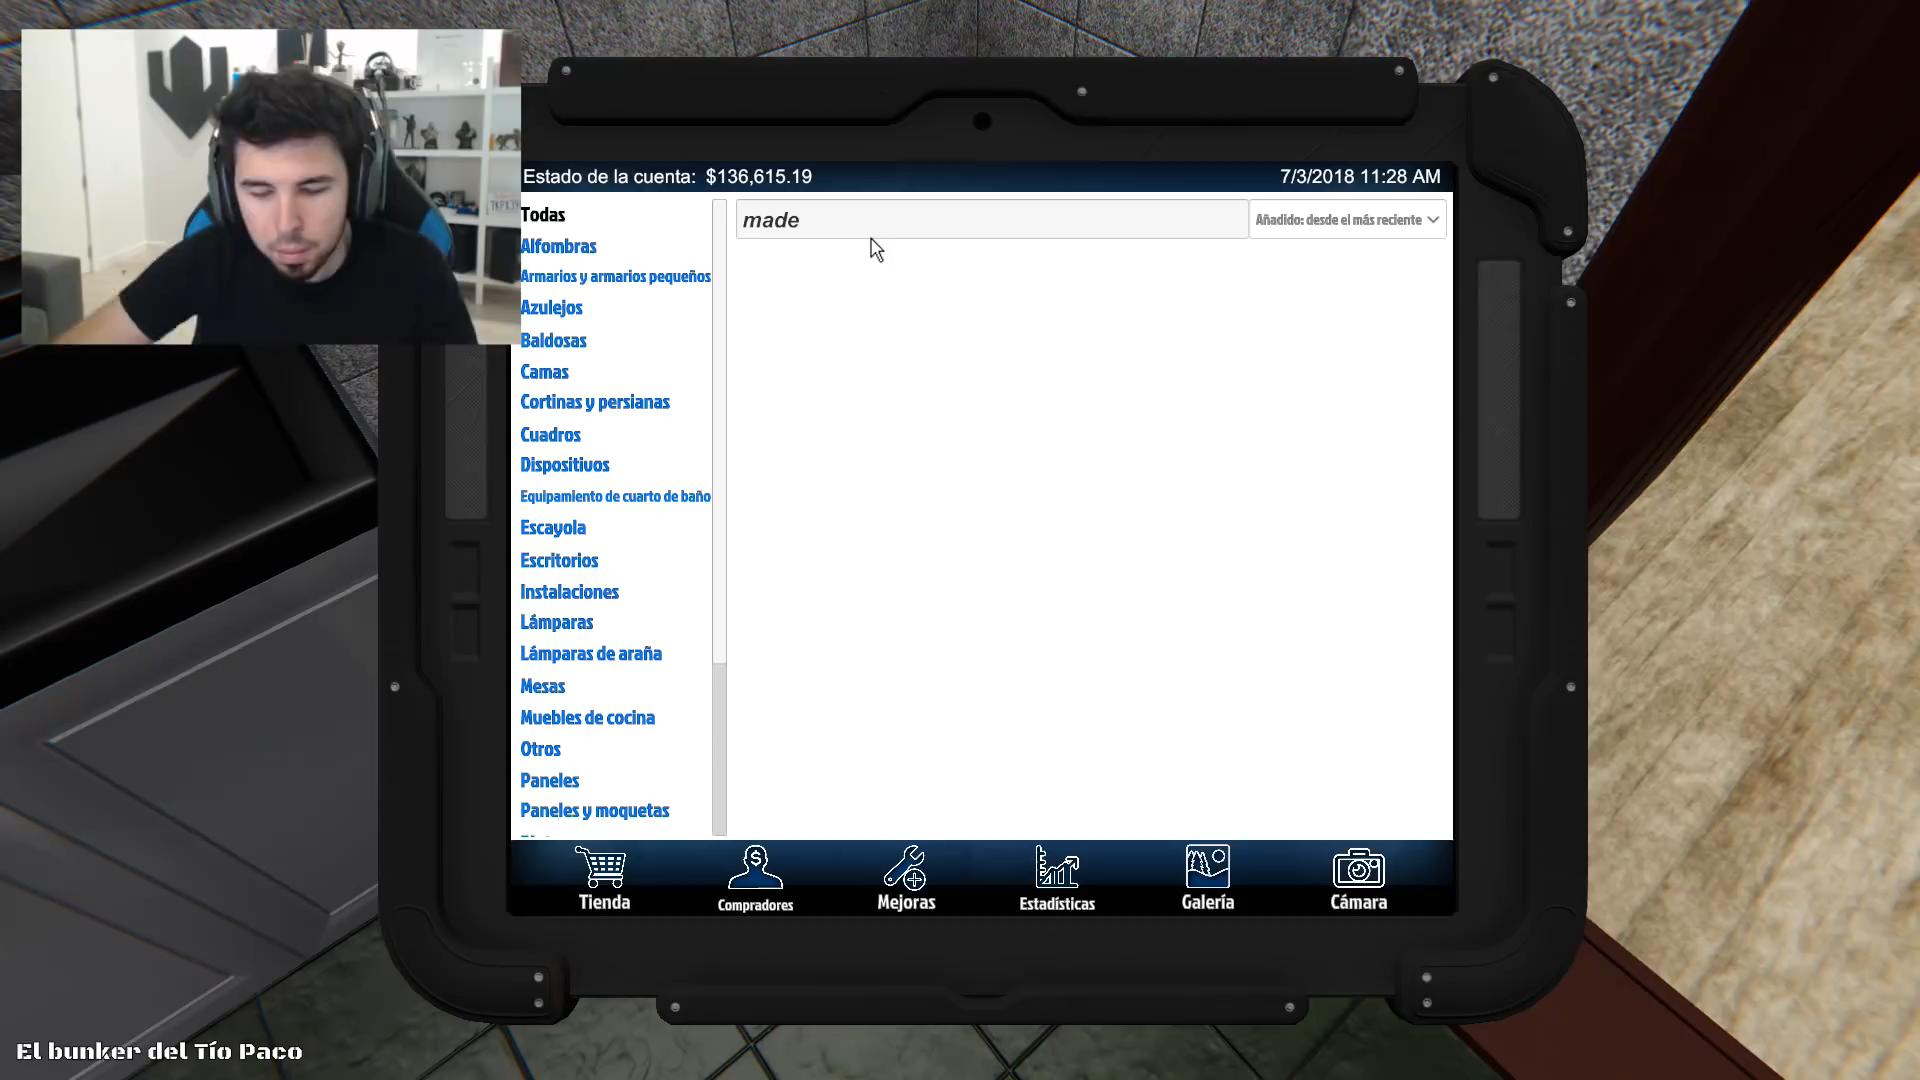 Estado de la cuenta: $136,615.19
7/3/2018 11:28 AM
Todas
made
Añadido: desde el más reciente
Alfombras
Armarios y armarios pequeños
Azulejos
Baldosas
Camas
Cortinas y persianas
Cuadros
Dispositivos
Equipamiento de cuarto de baño
Escayola
Escritorios
Instalaciones
Lámparas
Lámparas de araña
Mesas
Muebles de cocina
Otros
Paneles
Paneles y moquetas
Tienda
Compradores
Mejoras
Estadísticas
Galería
Cámara
El bunker del Tío Paco